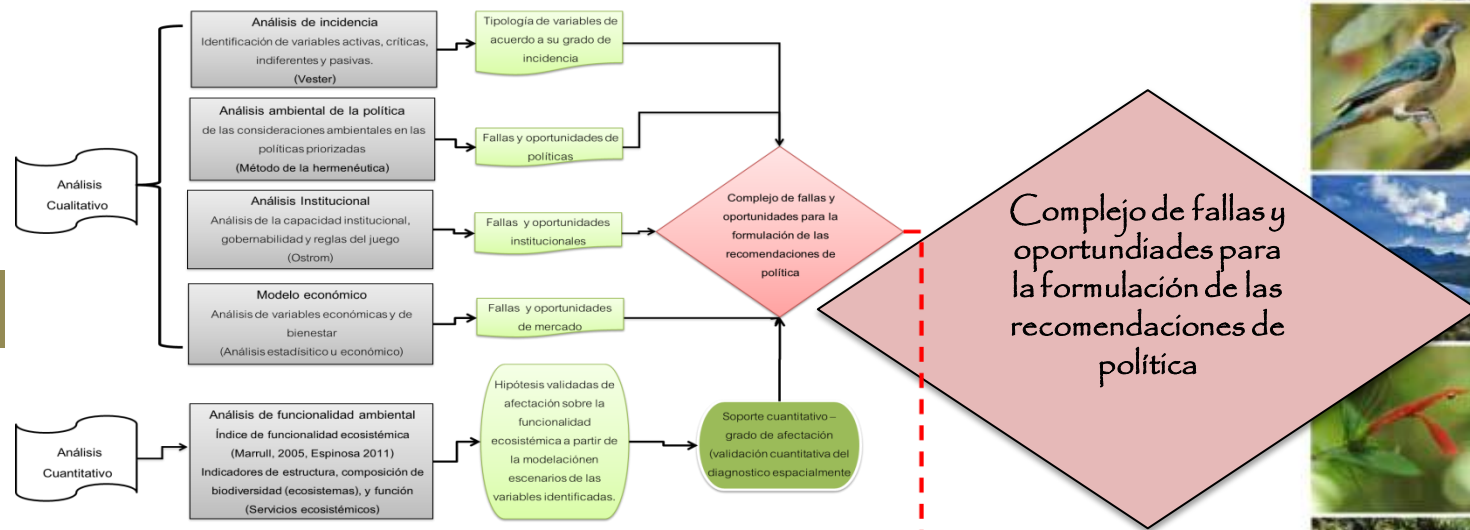 Análisis
Cualitativo
Análisis de incidencia
Identificación de variables activas, críticas,
indiferentes y pasivas.
(Vester)
Tipología de variables de
acuerdo a su grado de
incidencia
Análisis ambiental de la política
de las consideraciones ambientales en las
políticas priorizadas
(Método de la hermenéutica)
Fallas y oportunidades de
políticas
Análisis Institucional
Análisis de la capacidad institucional,
gobernabilidad y reglas del juego
(Ostrom)
Fallas y oportunidades
institucionales
Modelo económico
Análisis de variables económicas y de
bienestar
(Análisis estadísitico u económico)
Fallas y oportunidades
de mercado
Complejo de fallas y
oportunidades para la
formulación de las
recomendaciones de
política
Análisis
Cuantitativo
Análisis de funcionalidad ambiental
Índice de funcionalidad ecosistémica
(Marrull, 2005, Espinosa 2011)
Indicadores de estructura, composición de
biodiversidad (ecosistemas), y función
(Servicios ecosistémicos)
Hipótesis validadas de
afectación sobre la
funcionalidad
ecosistémica a partir de
la modelaciónen
escenarios de las
variables identificadas.
Soporte cuantitativo –
grado de afectación
(validación cuantitativa del
diagnostico espacialmente
Complejo de fallas y
oportundiades para
la formulación de las
recomendaciones de
política